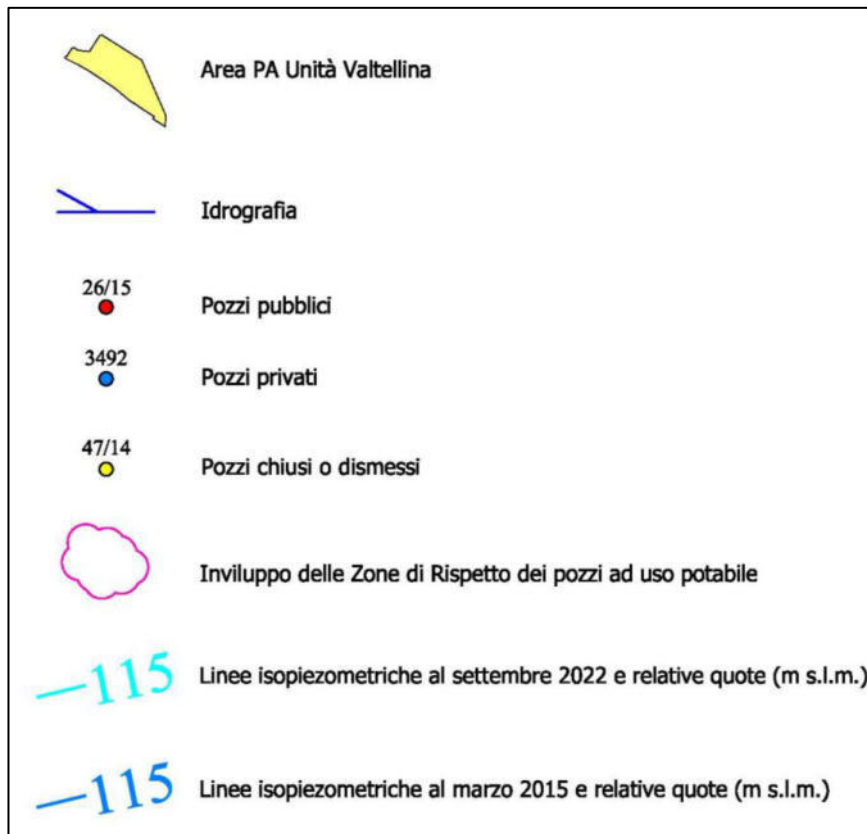 Area PA Unità Valtellina
Idrografia
26/15
Pozzi pubblici
3492
Pozzi privati
47/14
Pozzi chiusi o dismessi
Inviluppo delle Zone di Rispetto dei pozzi ad uso potabile
—115
Linee isopiezometriche al settembre 2022 e relative quote (m s.l.m.)
—115
Linee isopiezometriche al marzo 2015 e relative quote (m s.l.m.)